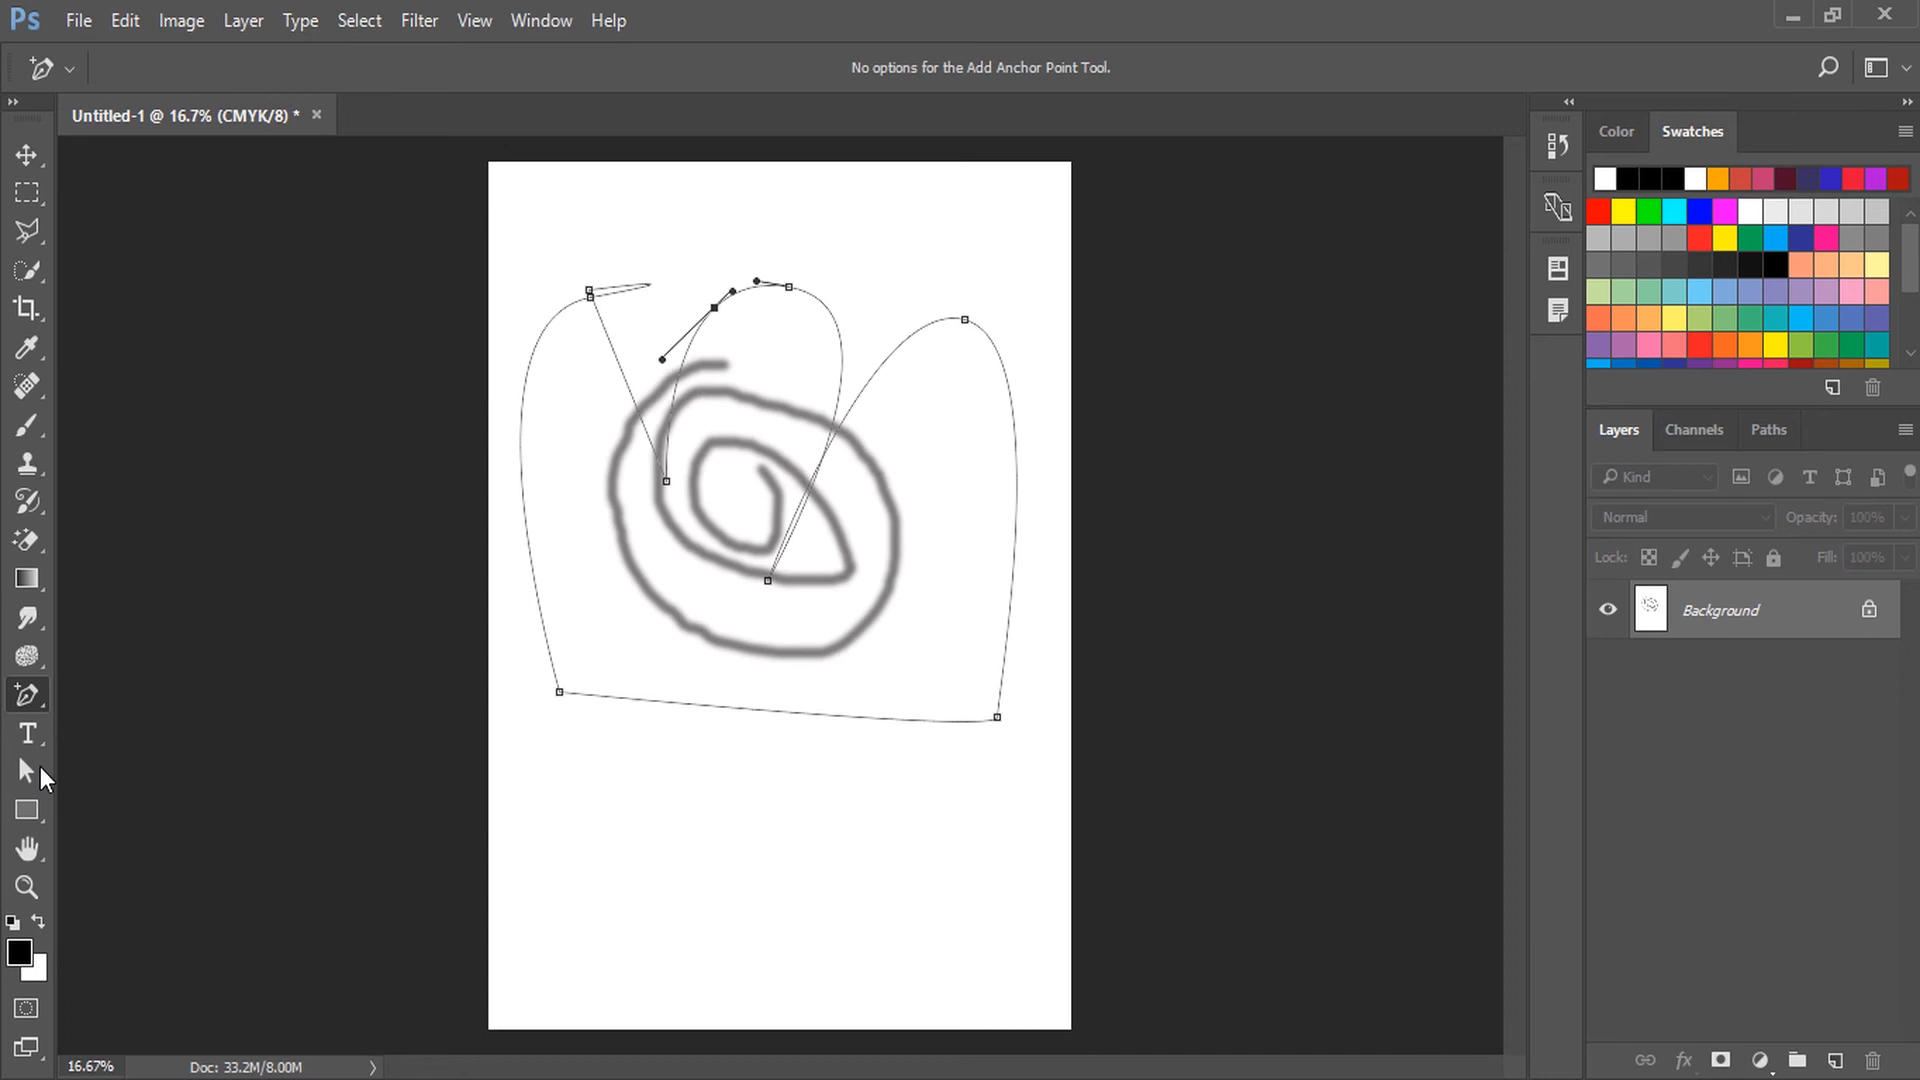 Ps File Edit Image Layer Type Select Filter View Window Help
No options for the Add Anchor Point Tool.
Untitled-1 @ 16.7% (CMYK/8) *
Color Swatches
Layers Channels Paths
Kind
Normal Opacity: 100%
Lock: Fill: 100%
Background
16.67% Doc: 33.2M/8.00M